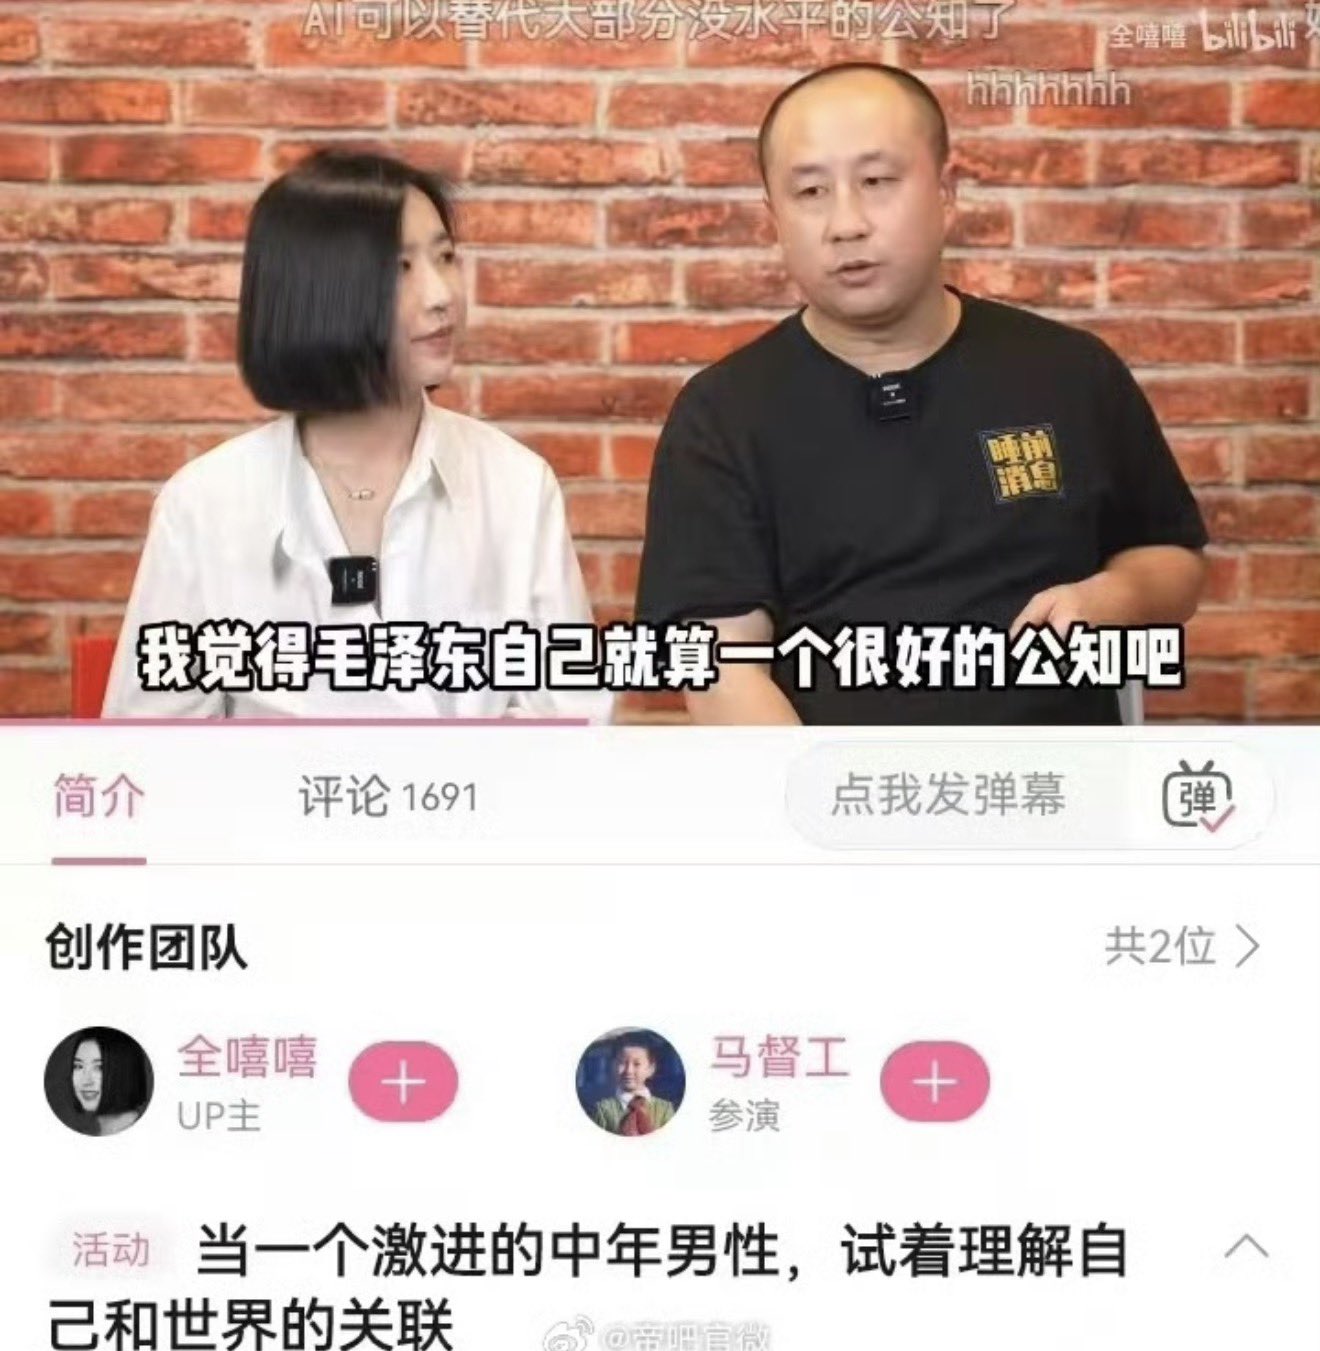 AI可以替代大部分没水平的公知了
全嘻嘻 bilibili
hhhhhhh
睡前
消息
我觉得毛泽东自己就算一个很好的公知吧
简介
评论 1691
点我发弹幕
弹
创作团队
共2位
全嘻嘻
UP主
马督工
参演
活动 当一个激进的中年男性，试着理解自
己和世界的关联
@帝吧官微